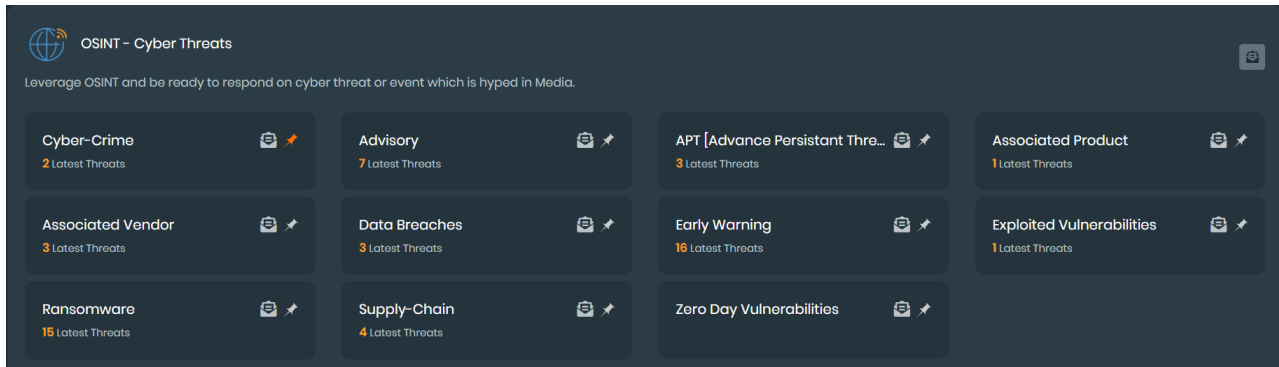 OSINT - Cyber Threats
Leverage OSINT and be ready to respond on cyber threat or event which is hyped in Media.
Cyber-Crime
2 Latest Threats
Advisory
7 Latest Threats
APT [Advance Persistant Thre...
3 Latest Threats
Associated Product
1 Latest Threats
Associated Vendor
3 Latest Threats
Data Breaches
3 Latest Threats
Early Warning
16 Latest Threats
Exploited Vulnerabilities
1 Latest Threats
Ransomware
15 Latest Threats
Supply-Chain
4 Latest Threats
Zero Day Vulnerabilities